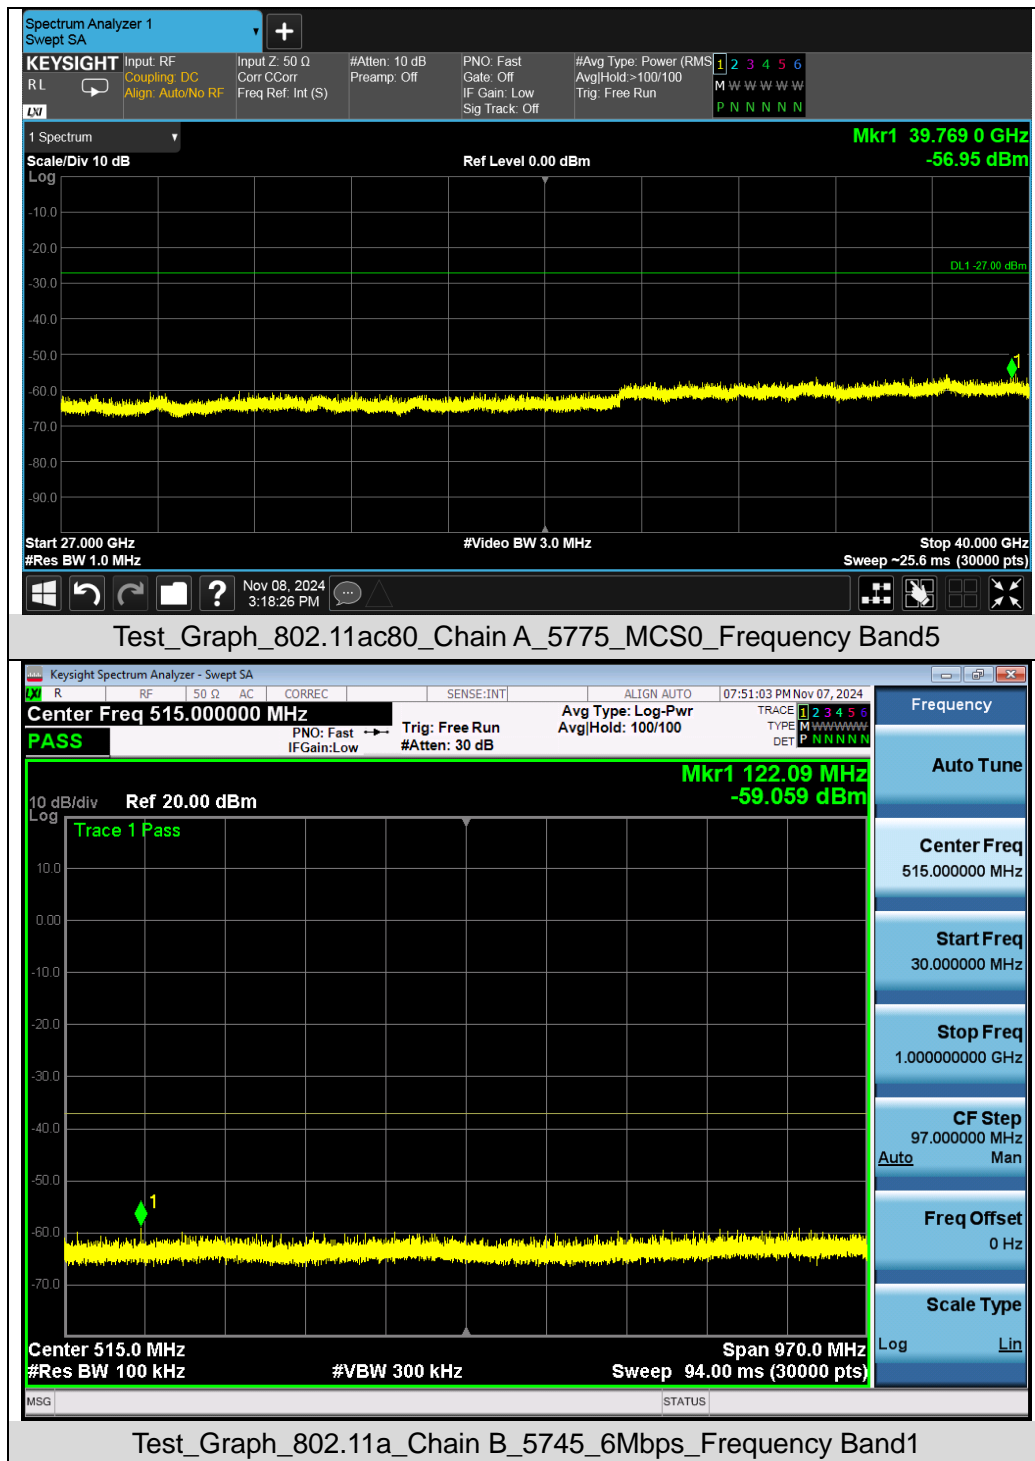 Spectrum Analyzer 1
Swept SA
+
KEYSIGHT
R L
LXI
Input: RF
Coupling: DC
Align: Auto/No RF
Input Z: 50 Ω
Corr CCorr
Freq Ref: Int (S)
#Atten: 10 dB
Preamp: Off
PNO: Fast
Gate: Off
IF Gain: Low
Sig Track: Off
#Avg Type: Power (RMS
Avg|Hold:>100/100
Trig: Free Run
1 2 3 4 5 6
M W W W W W
P N N N N N
1 Spectrum
Mkr1 39.769 0 GHz
Scale/Div 10 dB
Ref Level 0.00 dBm
-56.95 dBm
Log
-10.0
-20.0
DL1 -27.00 dBm
-30.0
-40.0
-50.0
1
-60.0
-70.0
-80.0
-90.0
Start 27.000 GHz
#Video BW 3.0 MHz
Stop 40.000 GHz
#Res BW 1.0 MHz
Sweep ~25.6 ms (30000 pts)
?
Nov 08, 2024
3:18:26 PM
Test_Graph_802.11ac80_Chain A_5775_MCS0_Frequency Band5
Keysight Spectrum Analyzer - Swept SA
LXI R RF 50 Ω AC CORREC SENSE:INT ALIGN AUTO 07:51:03 PM Nov 07, 2024
Center Freq 515.000000 MHz
PASS
PNO: Fast
IFGain:Low
Trig: Free Run
#Atten: 30 dB
Avg Type: Log-Pwr
Avg|Hold: 100/100
TRACE 1 2 3 4 5 6
TYPE M W W W W W
DET P N N N N N
Mkr1 122.09 MHz
-59.059 dBm
10 dB/div
Ref 20.00 dBm
Log
Trace 1 Pass
10.0
0.00
-10.0
-20.0
-30.0
-40.0
-50.0
1
-60.0
-70.0
Center 515.0 MHz
Span 970.0 MHz
#Res BW 100 kHz
#VBW 300 kHz
Sweep 94.00 ms (30000 pts)
MSG
STATUS
Frequency
Auto Tune
Center Freq
515.000000 MHz
Start Freq
30.000000 MHz
Stop Freq
1.000000000 GHz
CF Step
97.000000 MHz
Auto Man
Freq Offset
0 Hz
Scale Type
Log Lin
Test_Graph_802.11a_Chain B_5745_6Mbps_Frequency Band1